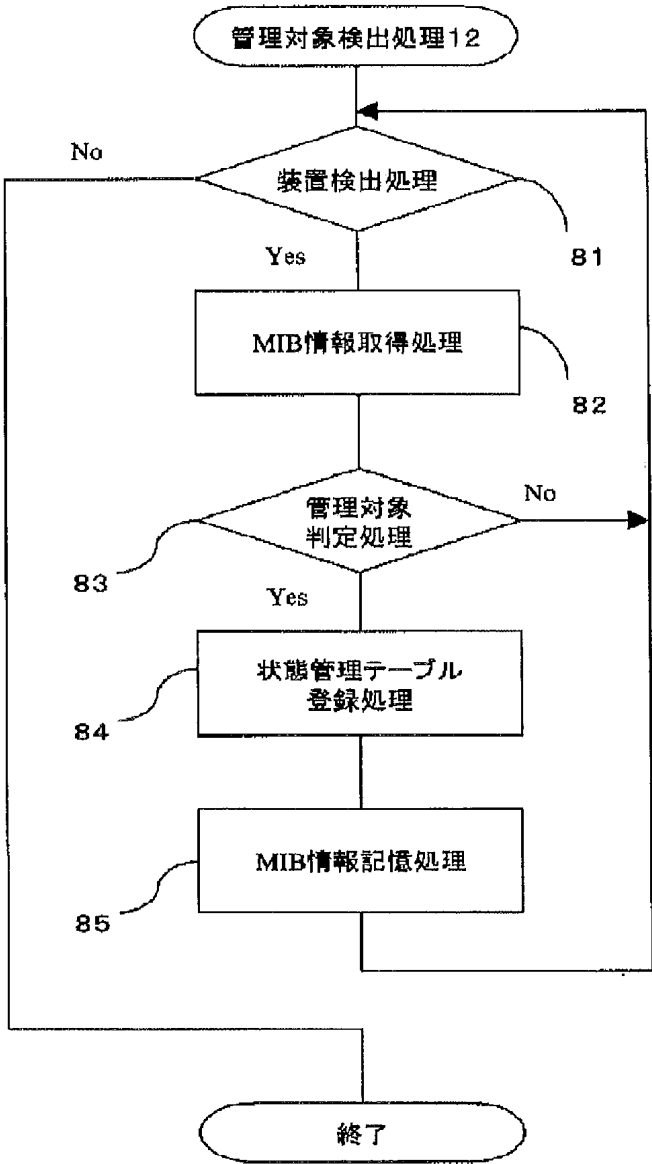 管理対象検出処理12
No
装置検出処理
81
Yes
MIB情報取得処理
82
管理対象
判定処理
No
83
Yes
状態管理テーブル
登録処理
84
MIB情報記憶処理
85
終了